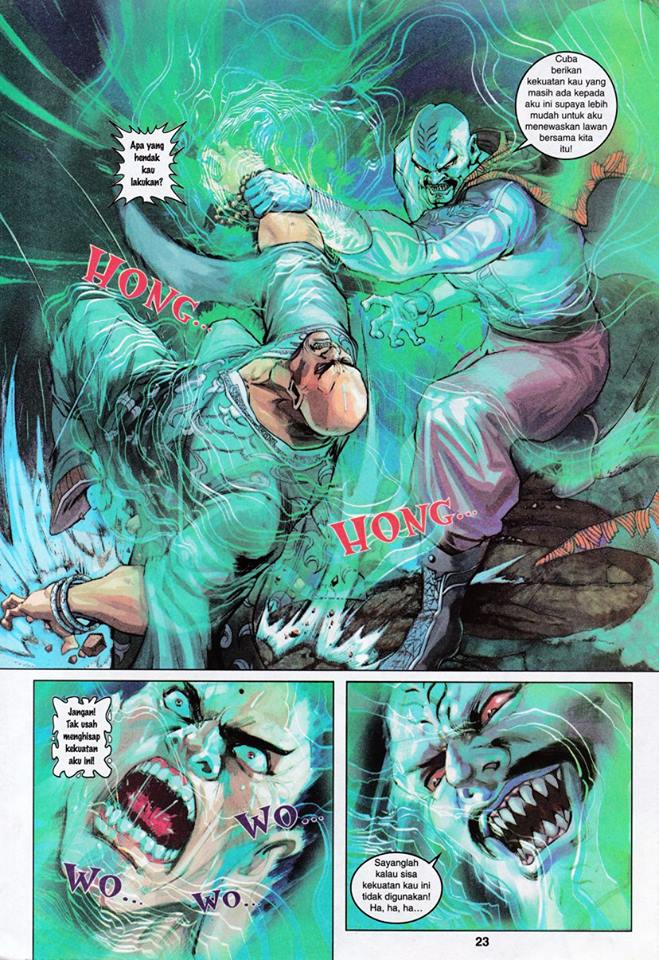 Apa yang
hendak
kau
lakukan?
Cuba
berikan
kekuatan kau yang
masih ada kepada
aku ini supaya lebih
mudah untuk aku
menewaskan lawan
bersama kita
itu!
HONG...
HONG...
Jangan!
Tak usah
menghisap
kekuatan
aku ini!
WO...
WO...
WO...
Sayanglah
kalau sisa
kekuatan kau ini
tidak digunakan!
Ha, ha, ha...
23